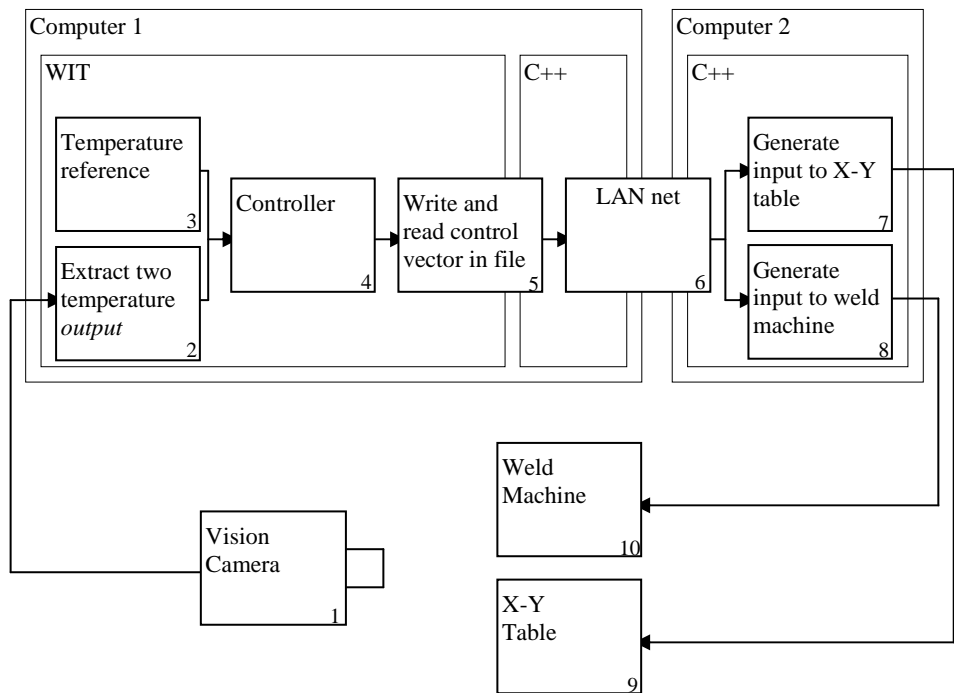 Computer 1
WIT
C++
Temperature
reference
3
Extract two
temperature
output
2
Controller
4
Write and
read control
vector in file
5
LAN net
6
Computer 2
C++
Generate
input to X-Y
table
7
Generate
input to weld
machine
8
Weld
Machine
10
Vision
Camera
1
X-Y
Table
9